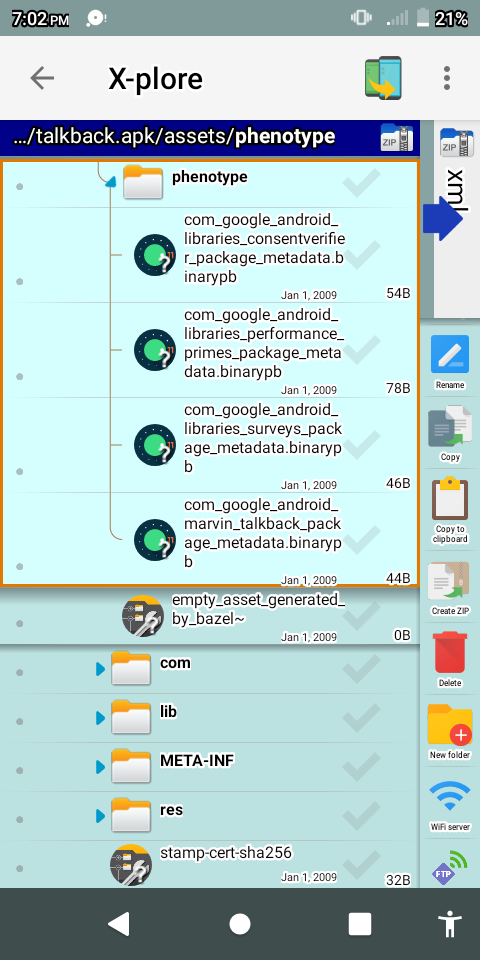 7:02 PM
21%
X-plore
.../talkback.apk/assets/phenotype
ZIP
ZIP
xml
phenotype
com_google_android_
libraries_consentverifie
r_package_metadata.b
inarypb
Jan 1, 2009
54B
com_google_android_
libraries_performance_
primes_package_meta
data.binarypb
Jan 1, 2009
78B
com_google_android_
libraries_surveys_pack
age_metadata.binaryp
b
Jan 1, 2009
46B
com_google_android_
marvin_talkback_pack
age_metadata.binaryp
b
Jan 1, 2009
44B
empty_asset_generated_
by_bazel~
Jan 1, 2009
0B
com
lib
META-INF
res
stamp-cert-sha256
Jan 1, 2009
32B
Rename
Copy
Copy to
clipboard
Create ZIP
Delete
New folder
WiFi server
FTP